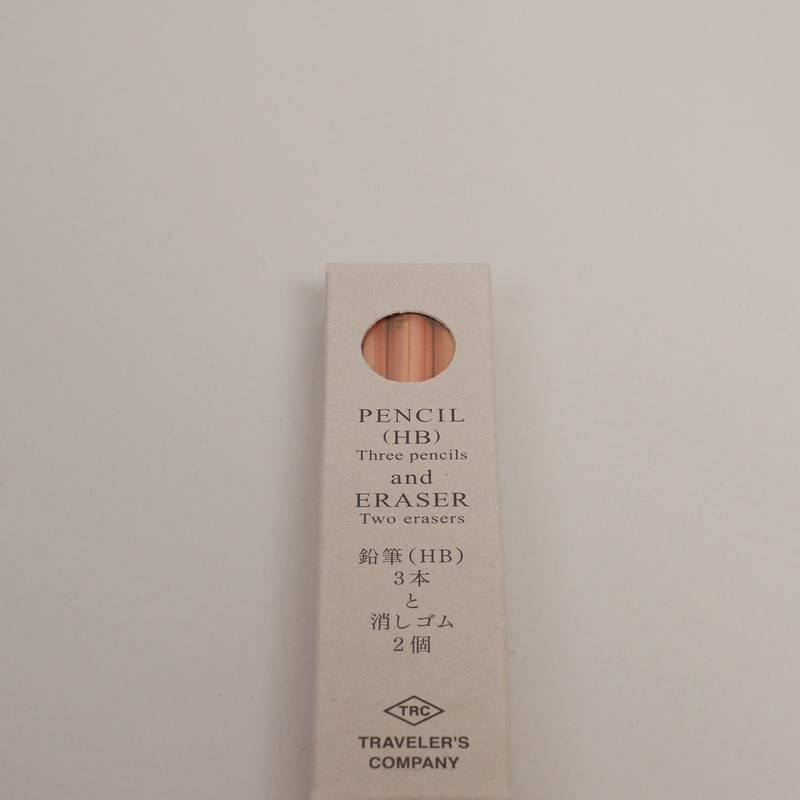 PENCIL
(HB)
Three pencils
and
ERASER
Two erasers
鉛筆(HB)
3本
と
消しゴム
2個
TRC
TRAVELER'S
COMPANY